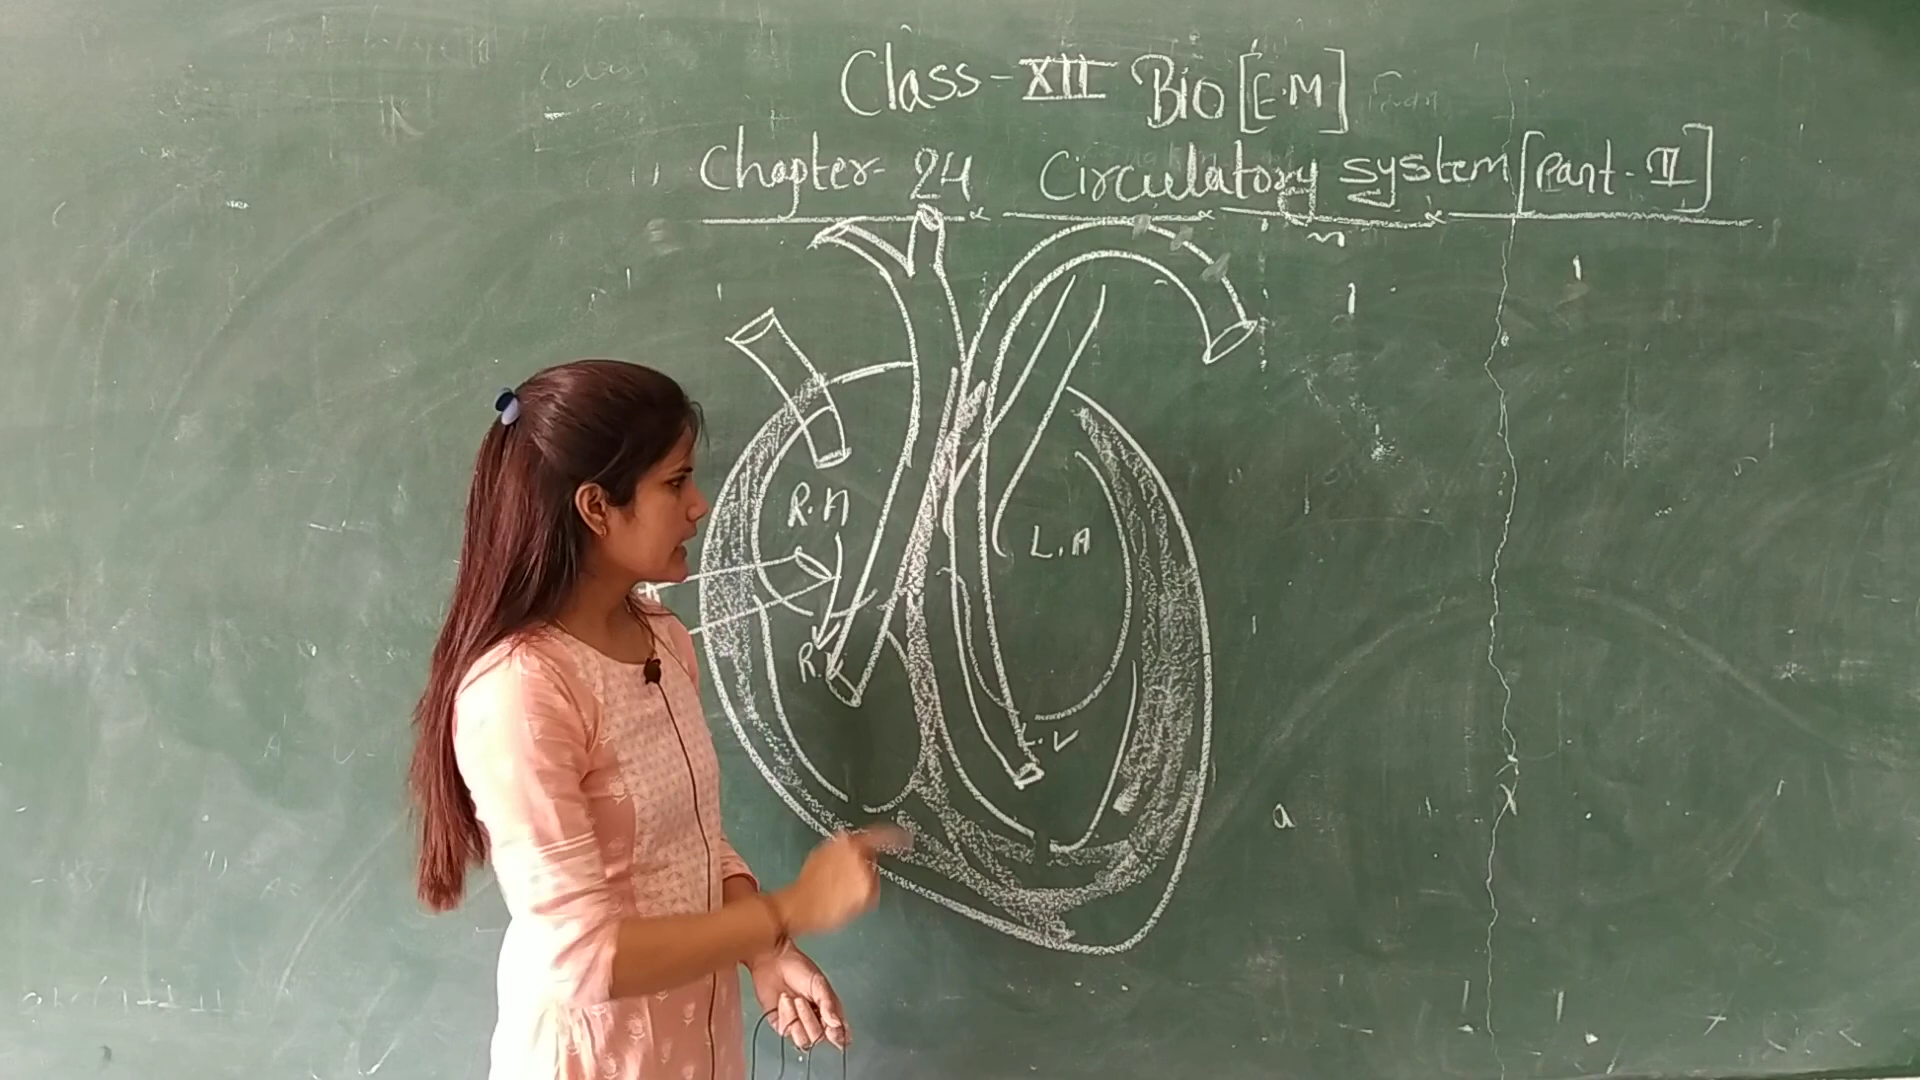 Class-XII Bio [E.M]
Chapter- 24 Circulatory system [Part-II]
R.A
L.A
R.V
L.V
a